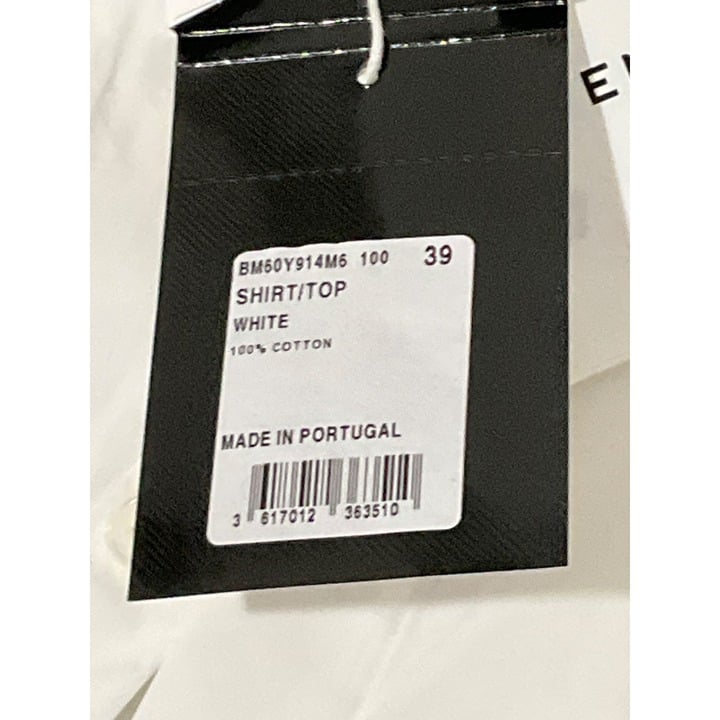 BM60Y914M6 100 39
SHIRT/TOP
WHITE
100% COTTON
MADE IN PORTUGAL
3 617012 363510